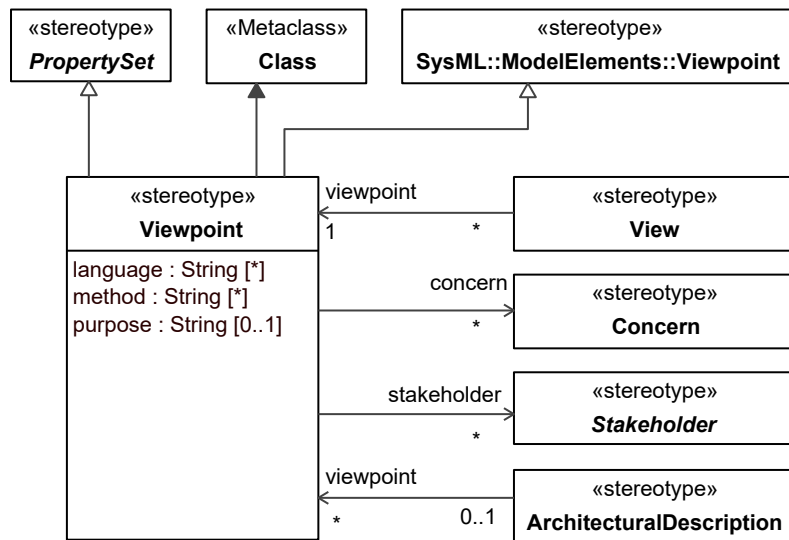 «stereotype»
PropertySet
«Metaclass»
Class
«stereotype»
SysML::ModelElements::Viewpoint
«stereotype»
Viewpoint
language : String [*]
method : String [*]
purpose : String [0..1]
viewpoint
1
*
«stereotype»
View
concern
*
«stereotype»
Concern
stakeholder
*
«stereotype»
Stakeholder
viewpoint
*
0..1
«stereotype»
ArchitecturalDescription